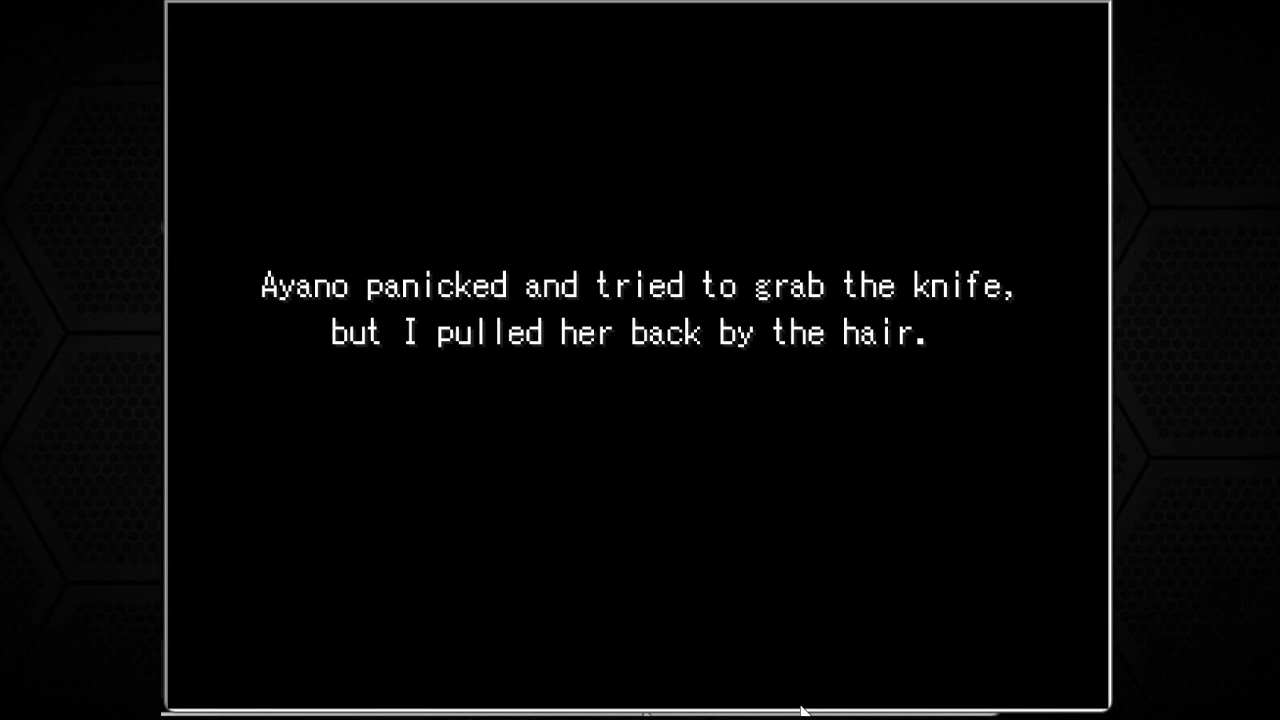 Ayano panicked and tried to grab the knife,
but I pulled her back by the hair.